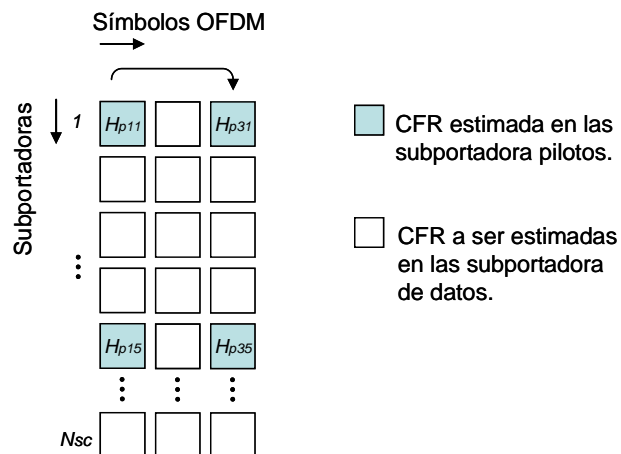 Símbolos OFDM
Subportadoras
1
Hp11
Hp31
Hp15
Hp35
Nsc
CFR estimada en las
subportadora pilotos.
CFR a ser estimadas
en las subportadora
de datos.